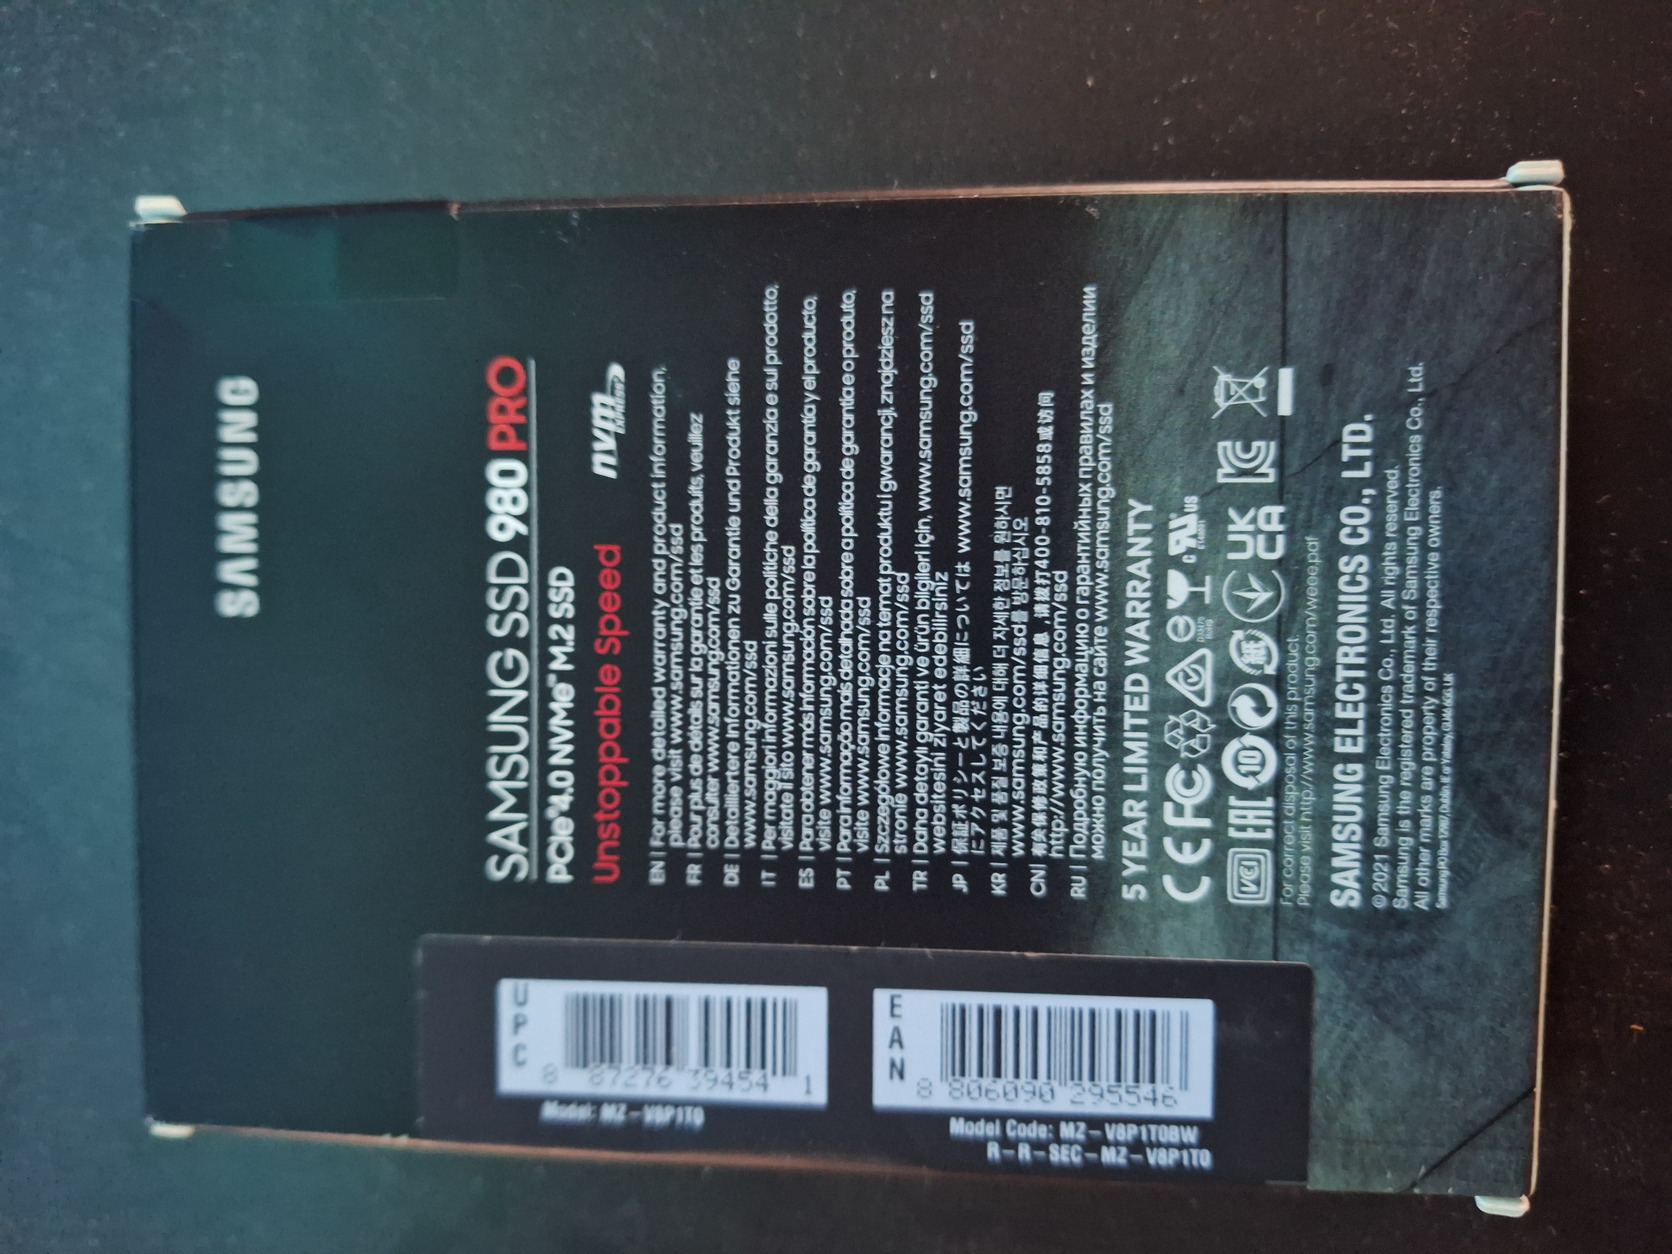 SAMSUNG
SAMSUNG SSD 980 PRO
PCIe® 4.0 NVMe™ M.2 SSD
Unstoppable Speed
nvm
EXPRESS
EN | For more detailed warranty and product information,
please visit www.samsung.com/ssd
FR | Pour plus de détails sur la garantie et les produits, veuillez
consulter www.samsung.com/ssd
DE | Detaillierte Informationen zu Garantie und Produkt siehe
www.samsung.com/ssd
IT | Per maggiori informazioni sulle politiche della garanzia e sul prodotto,
visitate il sito www.samsung.com/ssd
ES | Para obtener más información sobre la política de garantía y el producto,
visite www.samsung.com/ssd
PT | Para informação mais detalhada sobre a política de garantia e o produto,
visite www.samsung.com/ssd
PL | Szczegółowe informacje na temat produktu i gwarancji, znajdziesz na
stronie www.samsung.com/ssd
TR | Daha detaylı garanti ve ürün bilgileri için, www.samsung.com/ssd
websitesini ziyaret edebilirsiniz
JP | 保証ポリシーと製品の詳細については www.samsung.com/ssd
にアクセスしてください
KR | 제품 및 품질 보증 내용에 대해 더 자세한 정보를 원하시면
www.samsung.com/ssd를 방문하십시오
CN | 有关保修政策和产品的详细信息,请拨打400-810-5858或访问
http://www.samsung.com/ssd
RU | Подробную информацию о гарантийных правилах и изделии
можно получить на сайте www.samsung.com/ssd
5 YEAR LIMITED WARRANTY
CE FC c UL US
VCI EAC 10 紙 UK CA
For correct disposal of this product.
Please visit http://www.samsung.com/weee.pdf
SAMSUNG ELECTRONICS CO., LTD.
© 2021 Samsung Electronics Co., Ltd. All rights reserved.
Samsung is the registered trademark of Samsung Electronics Co., Ltd.
All other marks are property of their respective owners.
UPC
8 87276 39454 1
Model: MZ-V8P1T0
EAN
8 806090 295546
Model Code: MZ-V8P1T0BW
R-R-SEC-MZ-V8P1T0